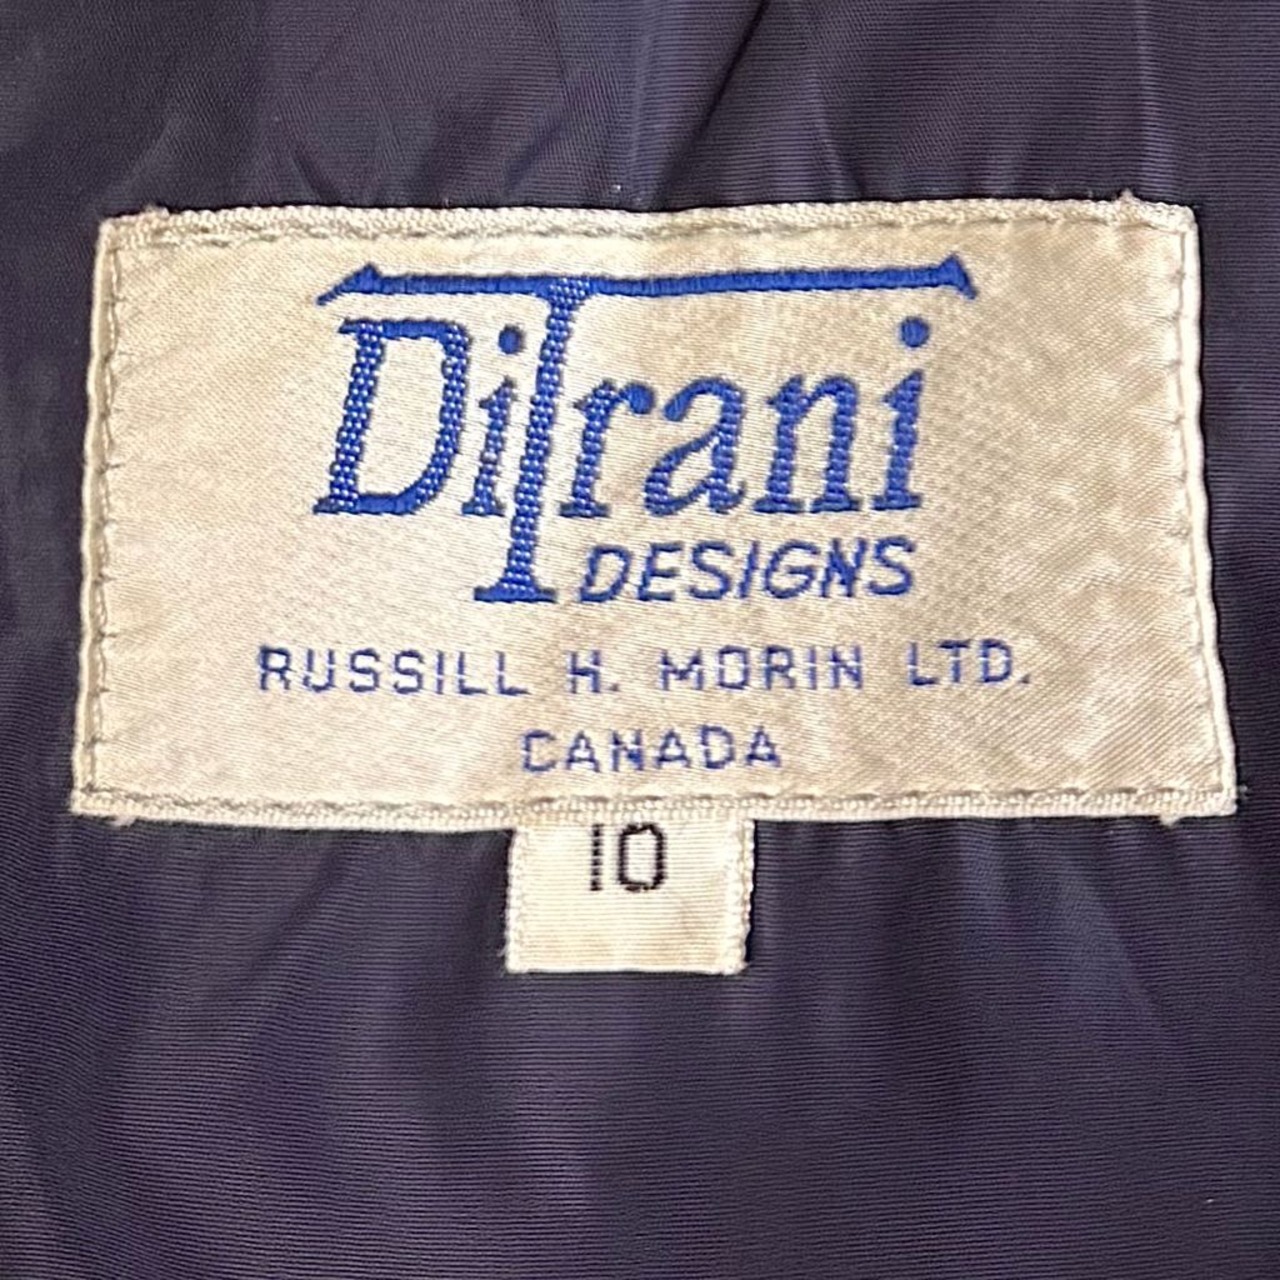 DiTrani
DESIGNS
RUSSILL H. MORIN LTD.
CANADA
10